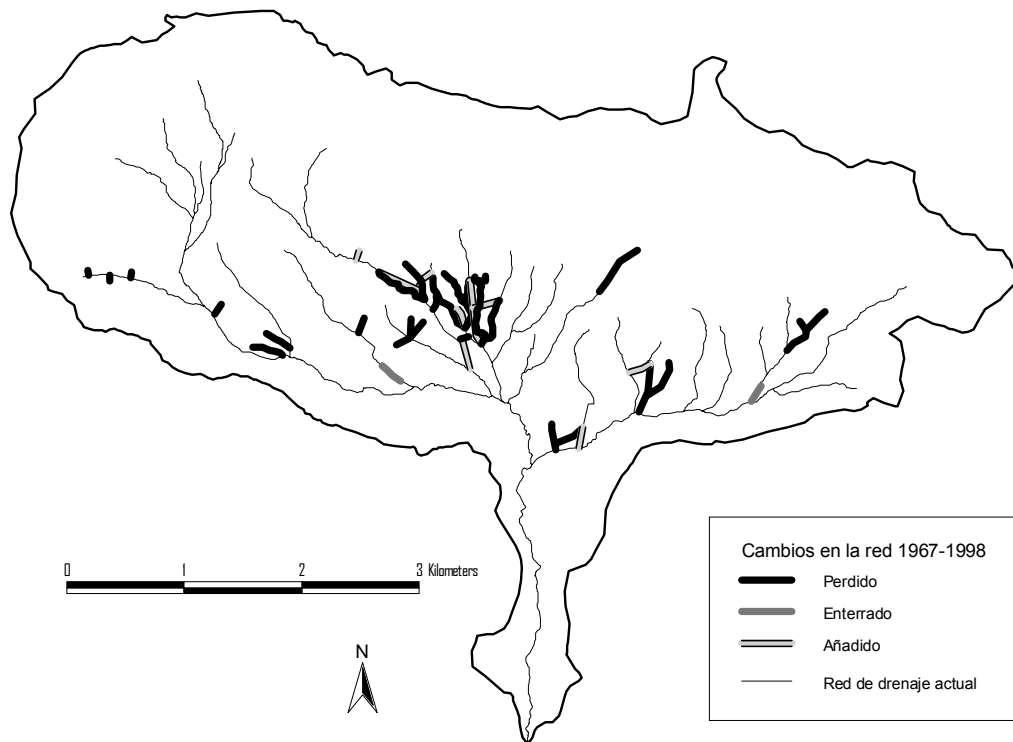 0 1 2 3 Kilometers
N
Cambios en la red 1967-1998
Perdido
Enterrado
Añadido
Red de drenaje actual